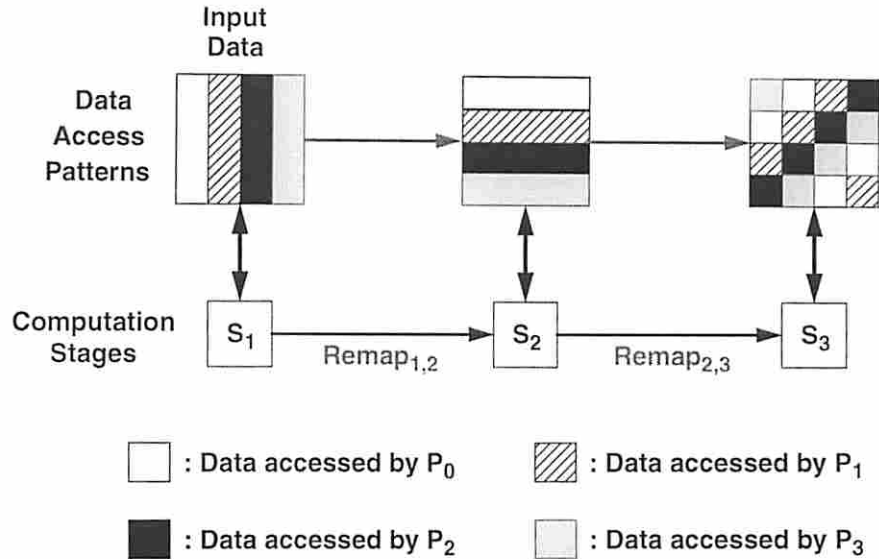 Input
Data
Data
Access
Patterns
Computation
Stages
S₁
Remap₁,₂
S₂
Remap₂,₃
S₃
: Data accessed by P₀
: Data accessed by P₁
: Data accessed by P₂
: Data accessed by P₃